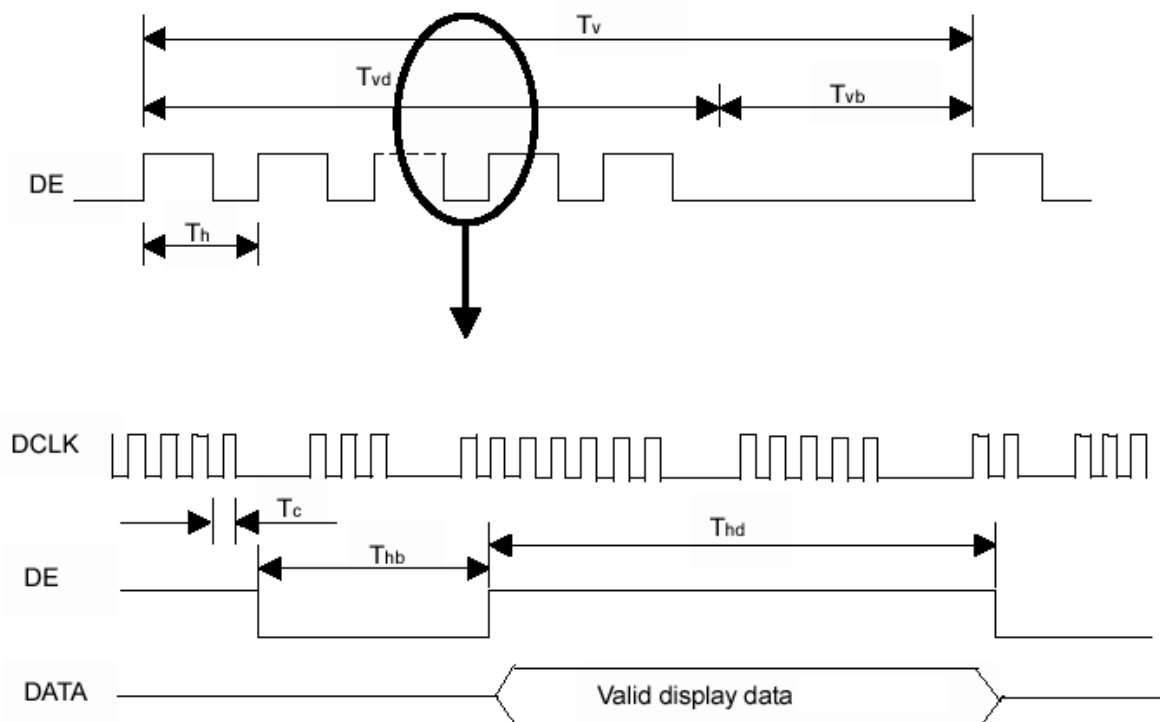 Tv
Tvd
Tvb
DE
Th
DCLK
Tc
Thd
Thb
DE
DATA
Valid display data